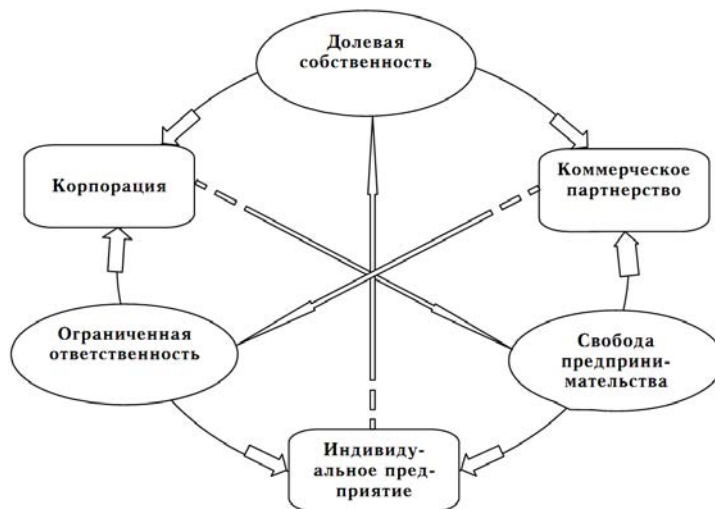 Долевая
собственность
Корпорация
Коммерческое
партнерство
Ограниченная
ответственность
Свобода
предприни-
мательства
Индивиду-
альное пред-
приятие